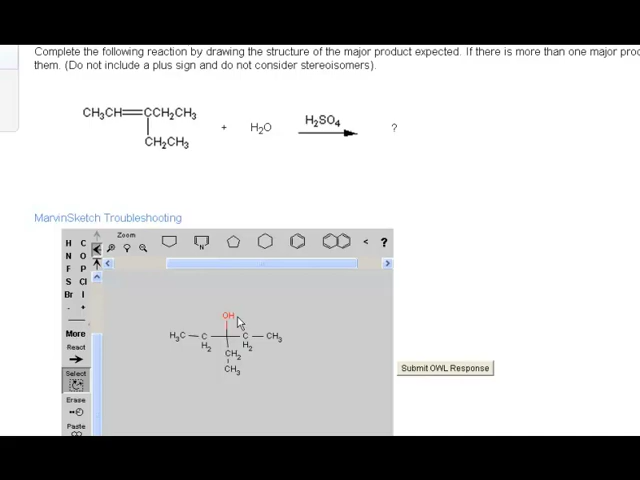 Complete the following reaction by drawing the structure of the major product expected. If there is more than one major
them. (Do not include a plus sign and do not consider stereoisomers).
CH3CH=CCH2CH3
CH2CH3
+ H2O
H2SO4
?
MarvinSketch Troubleshooting
Zoom
H C
N O
F S
S P Cl
Br I
- +
< ?
More
React
Select
Erase
Paste
OH
H3C C C CH3
H2 CH2 H2
CH3
Submit OWL Response